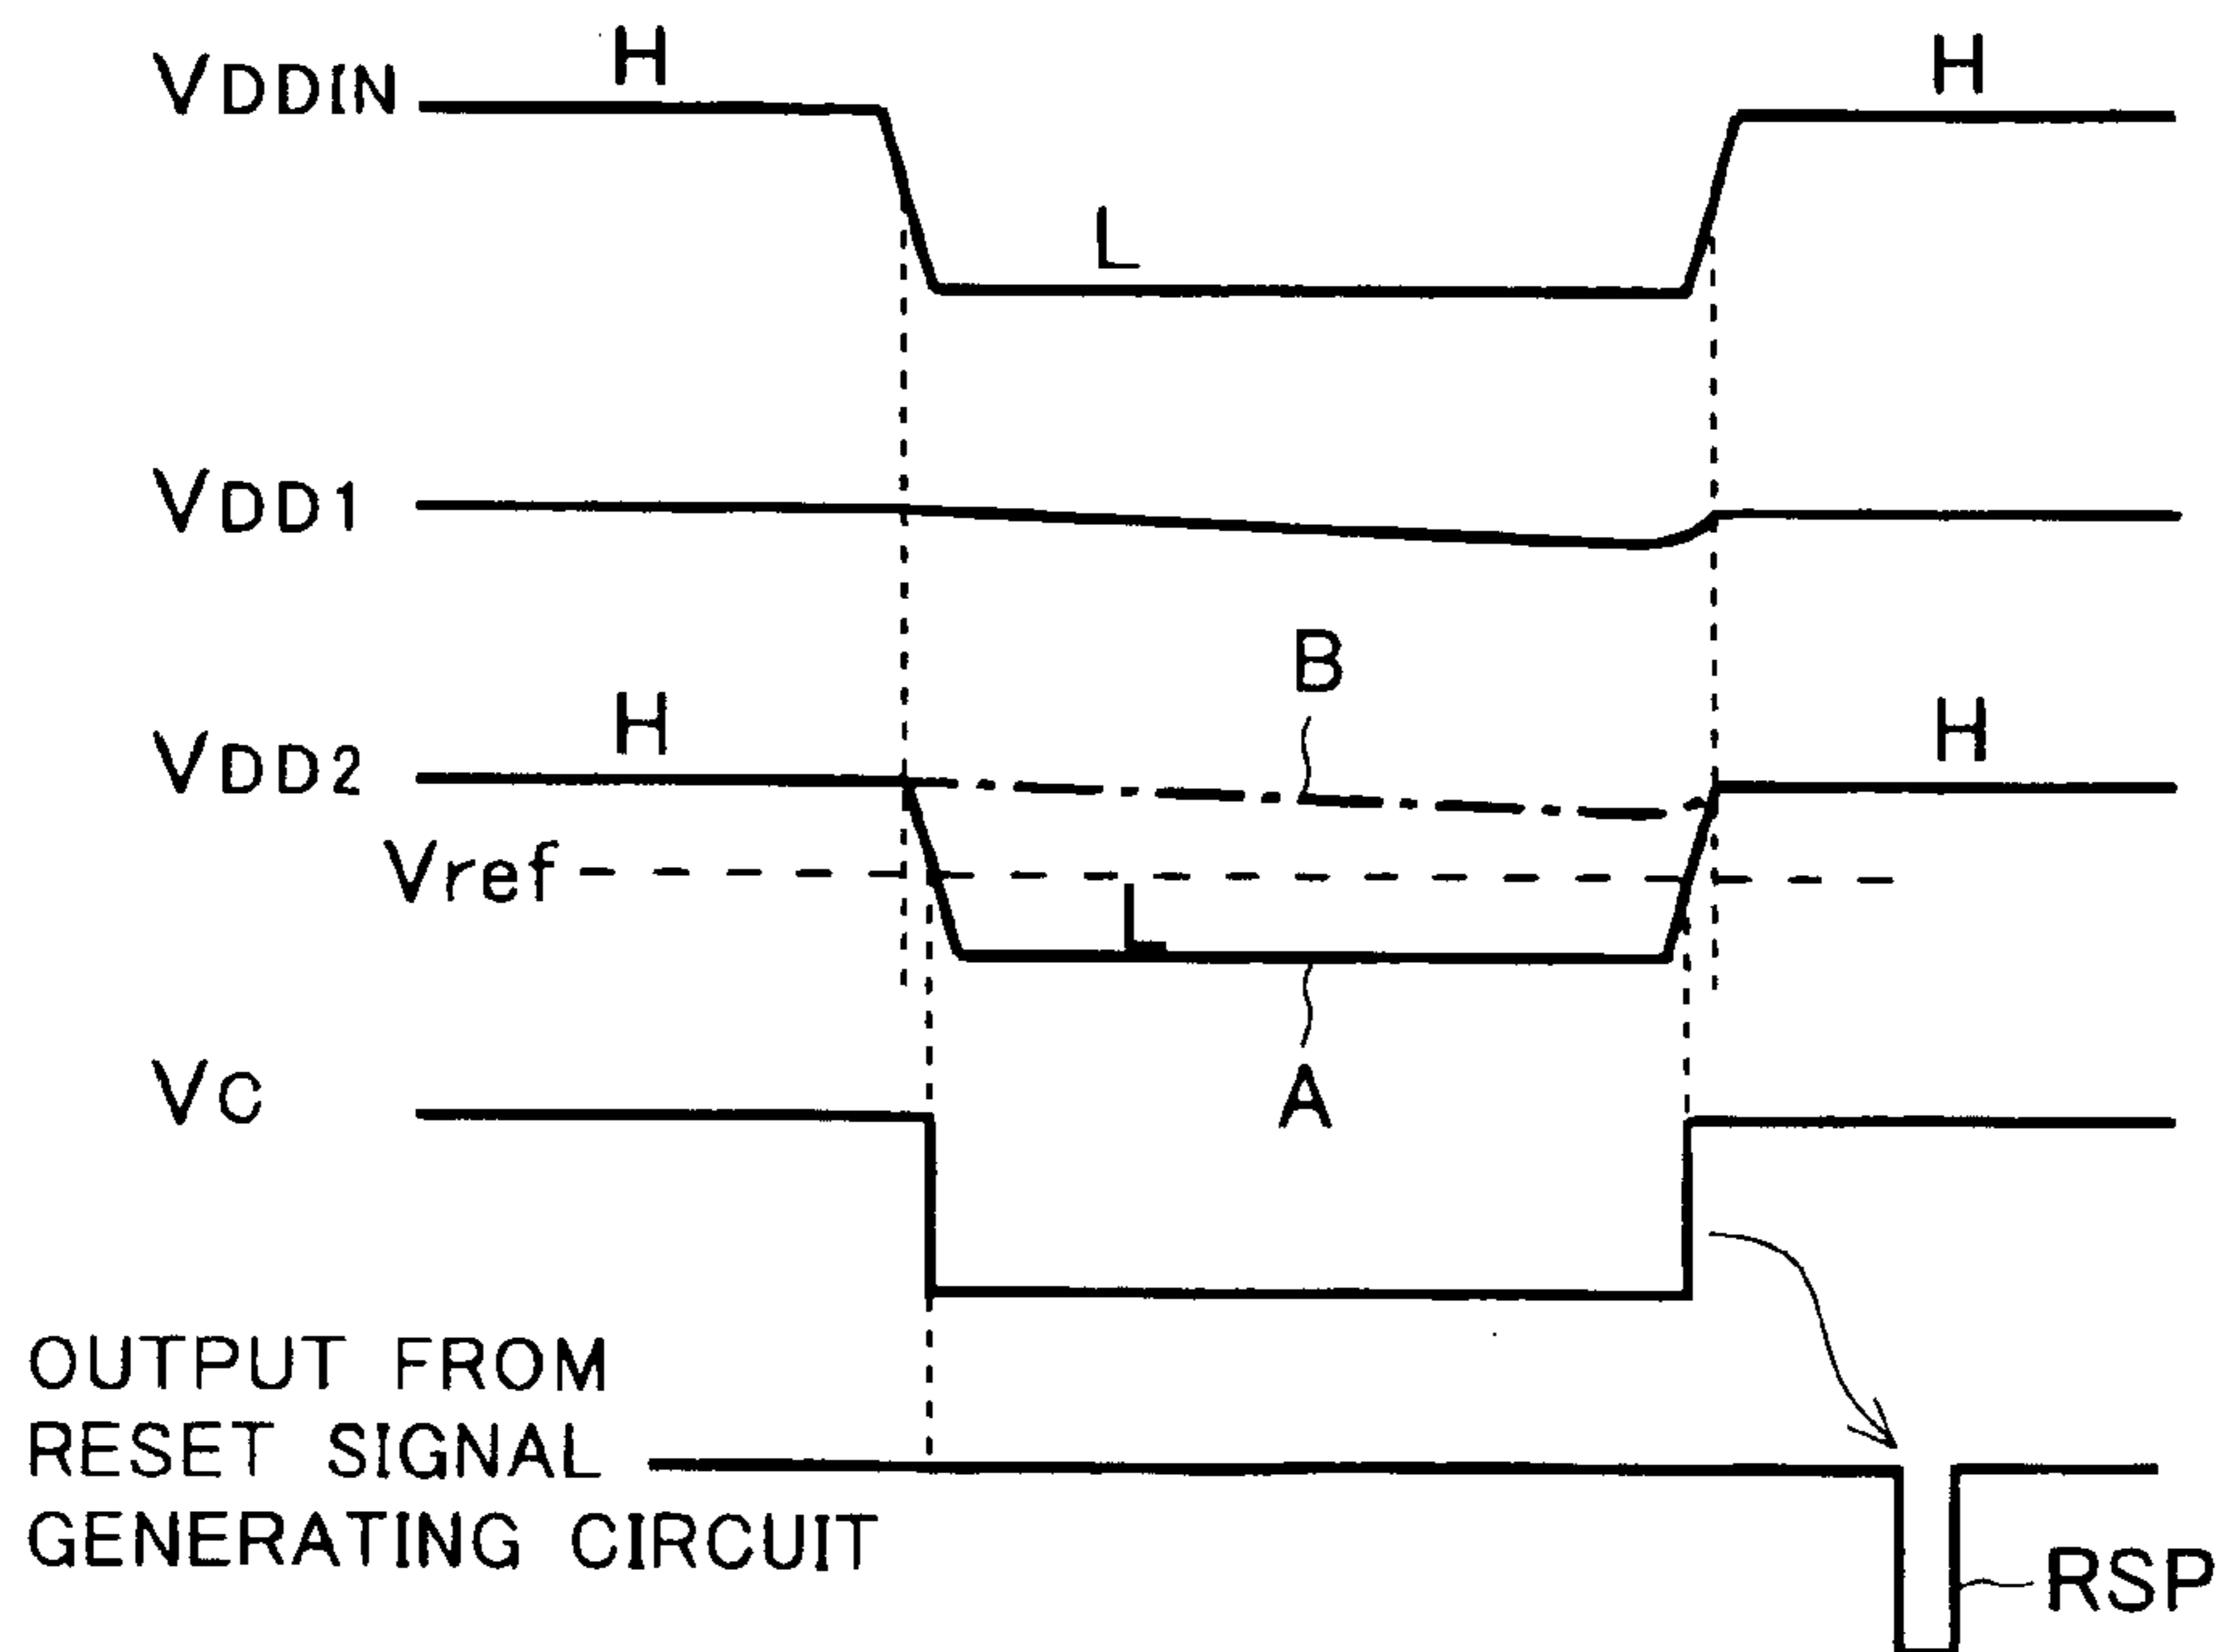 VDDIN H H
L
VDD1
B
VDD2 H H
Vref
L
A
VC
OUTPUT FROM
RESET SIGNAL
GENERATING CIRCUIT
RSP